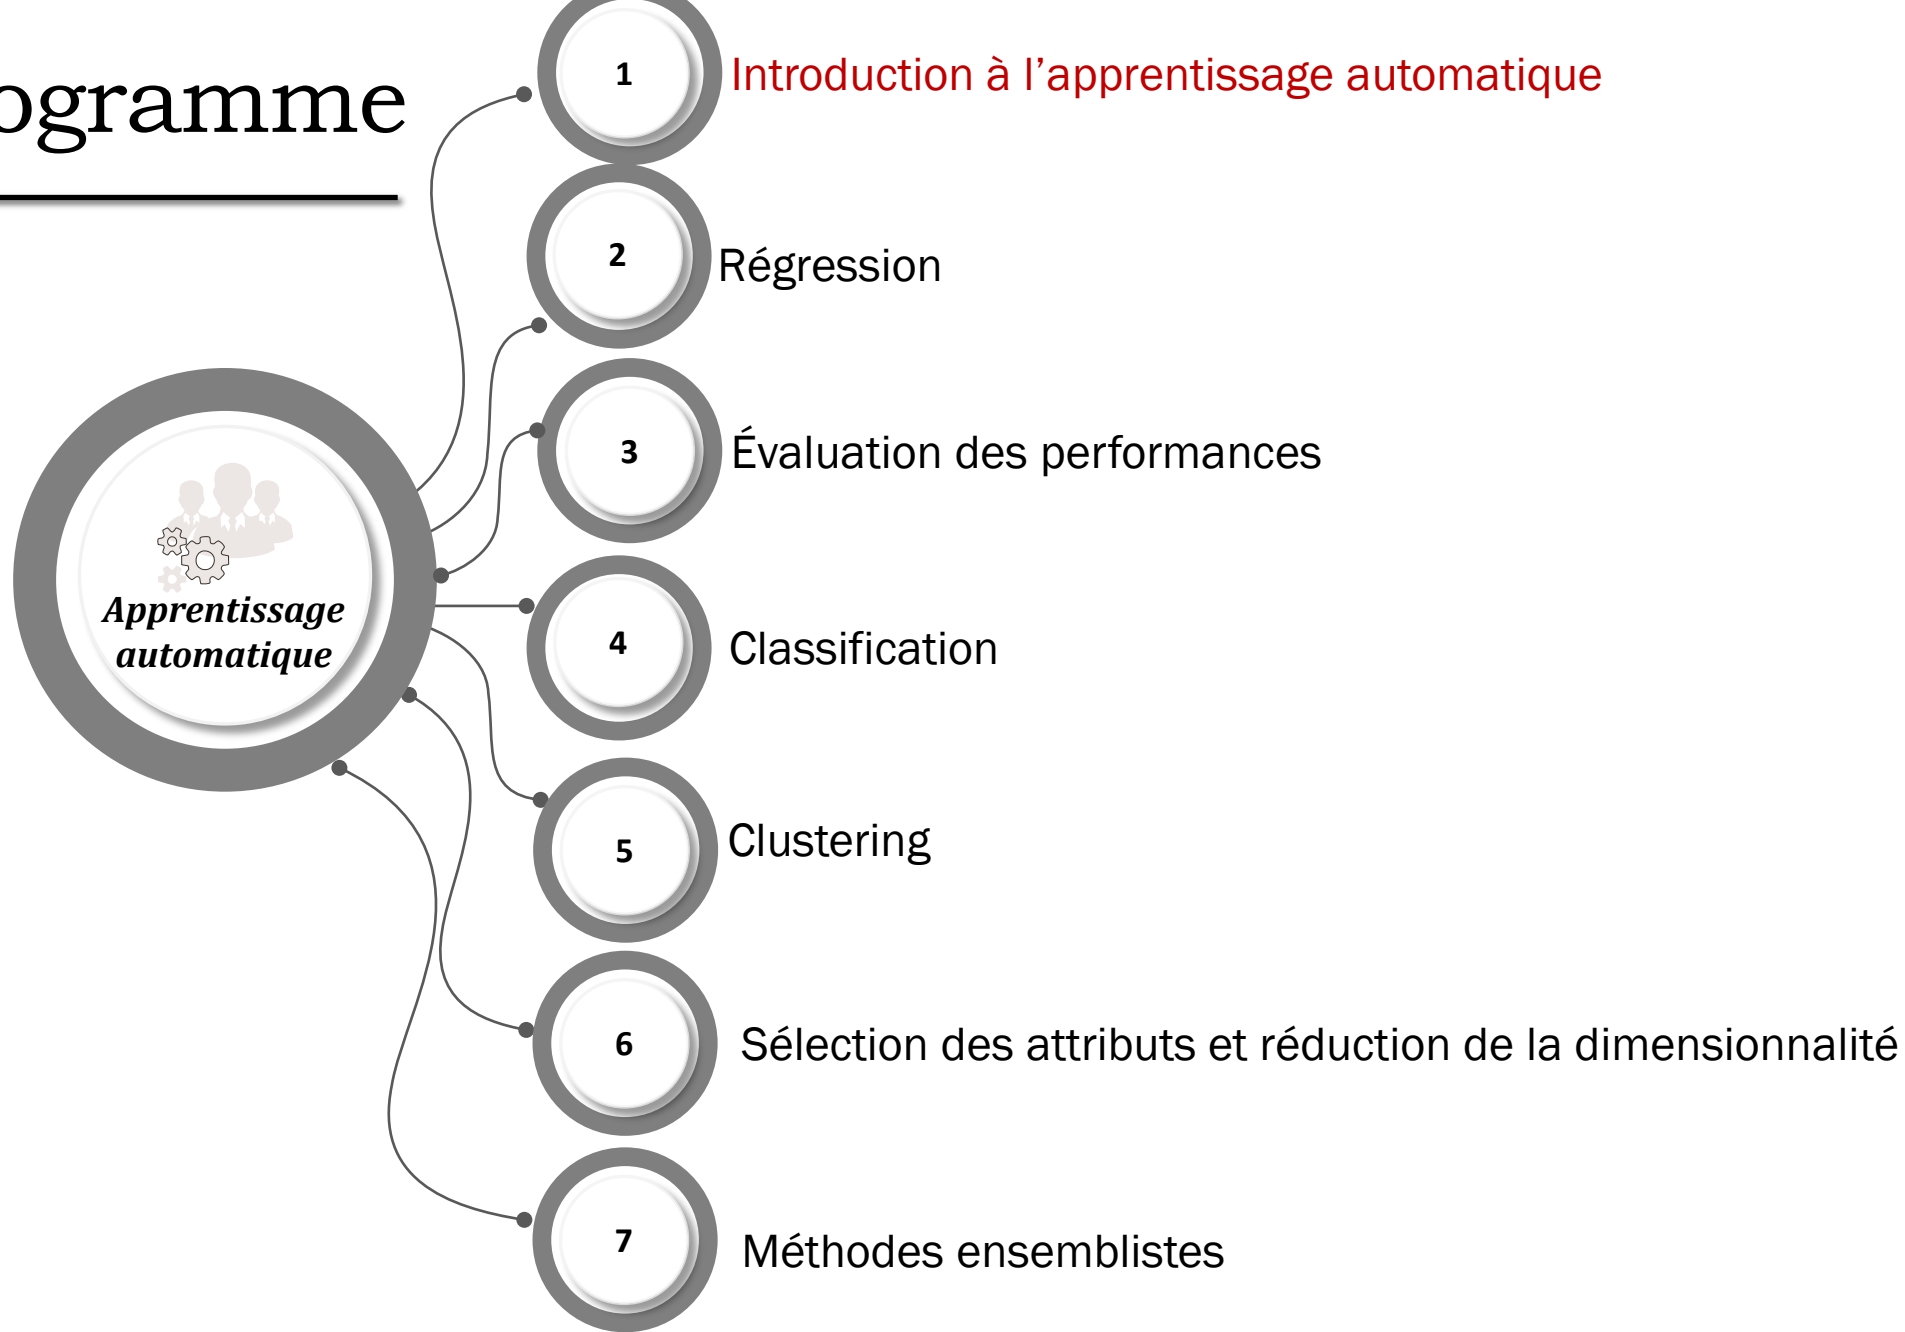 ogramme
1
Introduction à l’apprentissage automatique
2
Régression
3
Évaluation des performances
Apprentissage
automatique
4
Classification
5
Clustering
6
Sélection des attributs et réduction de la dimensionnalité
7
Méthodes ensemblistes